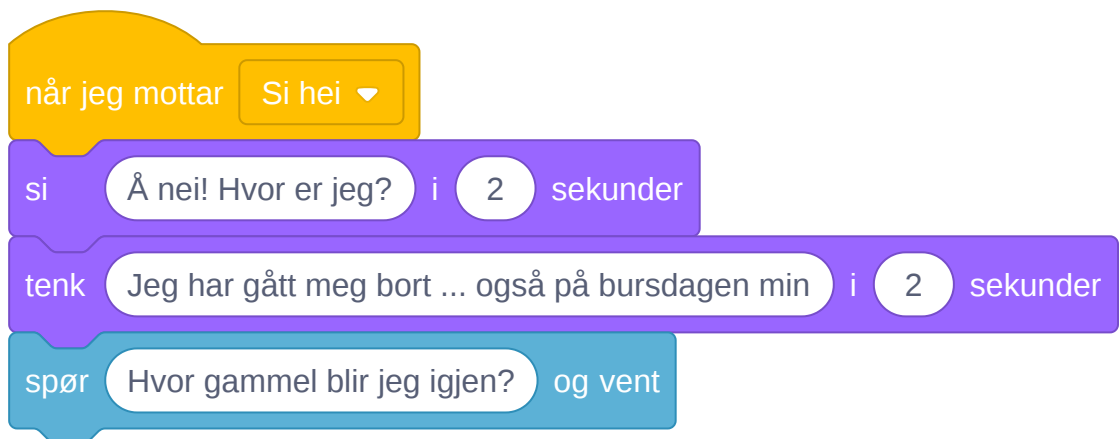 når jeg mottar Si hei
si Å nei! Hvor er jeg? i 2 sekunder
tenk Jeg har gått meg bort ... også på bursdagen min i 2 sekunder
spør Hvor gammel blir jeg igjen? og vent